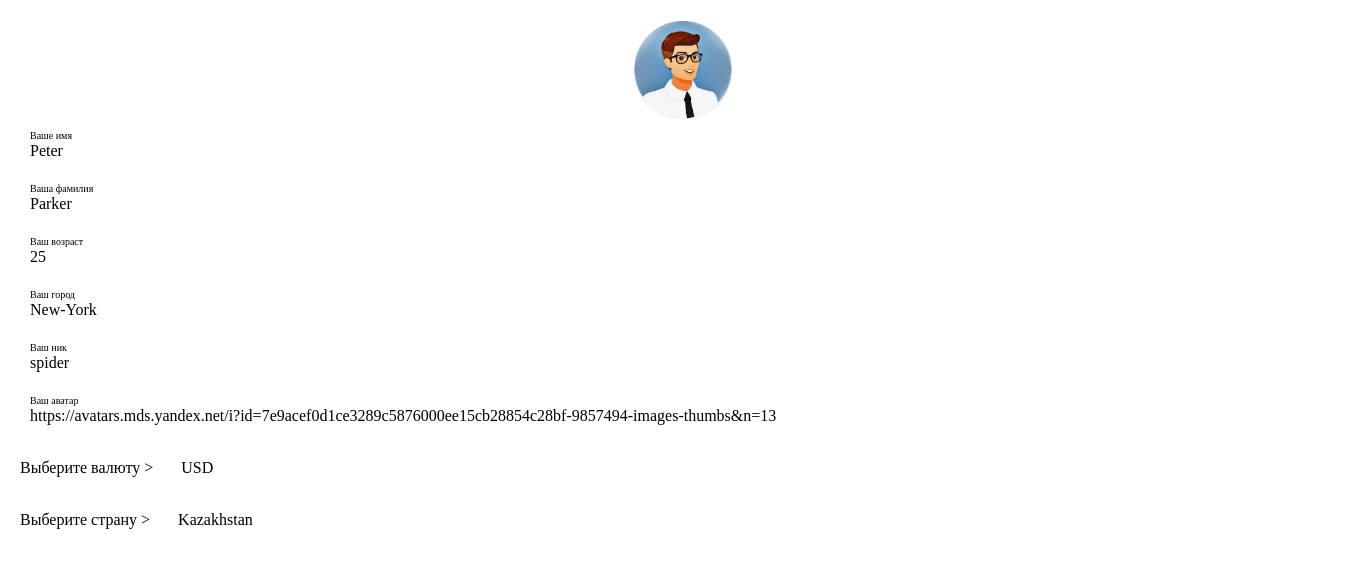 Ваше имя
Peter
Ваша фамилия
Parker
Ваш возраст
25
Ваш город
New-York
Ваш ник
spider
Ваш аватар
https://avatars.mds.yandex.net/i?id=7e9acef0d1ce3289c5876000ee15cb28854c28bf-9857494-images-thumbs&n=13
Выберите валюту > USD
Выберите страну > Kazakhstan